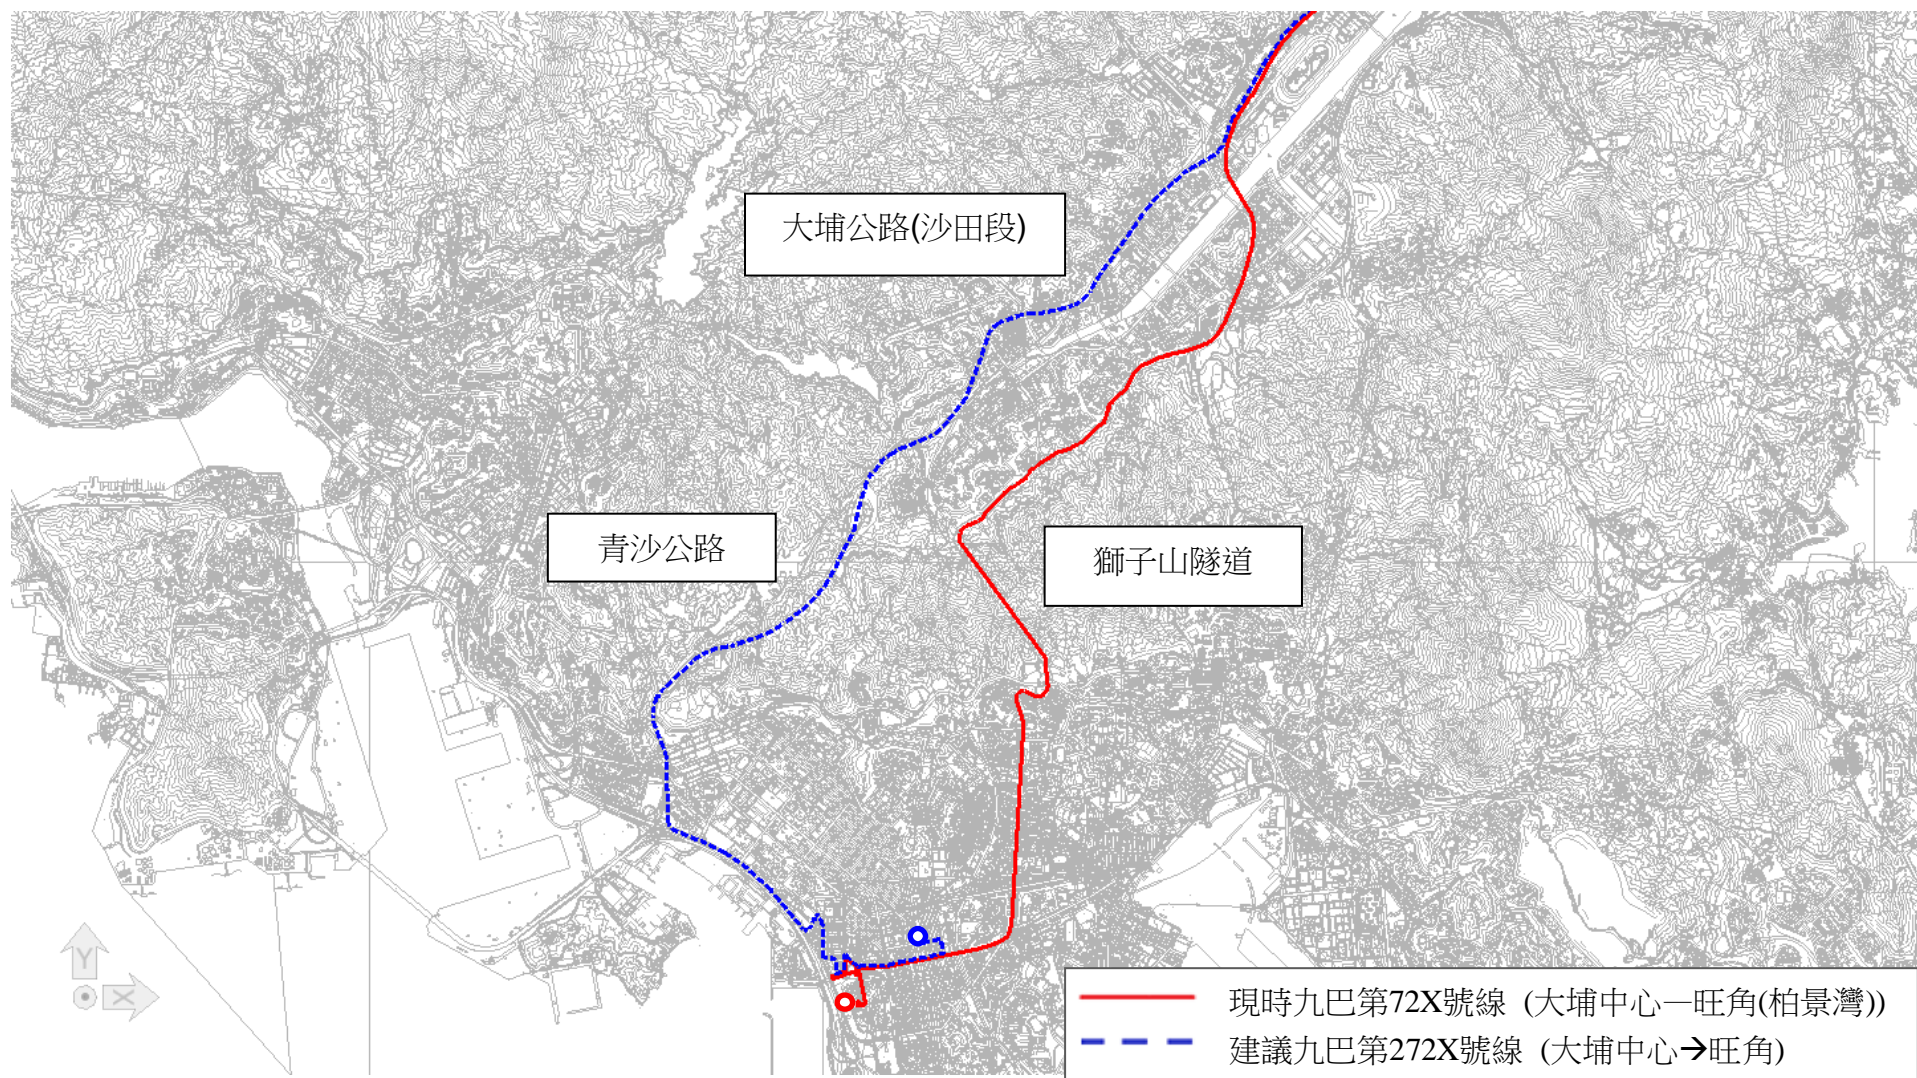 大埔公路(沙田段)
青沙公路
獅子山隧道
Y
X
現時九巴第72X號線 (大埔中心—旺角(柏景灣))
建議九巴第272X號線 (大埔中心→旺角)